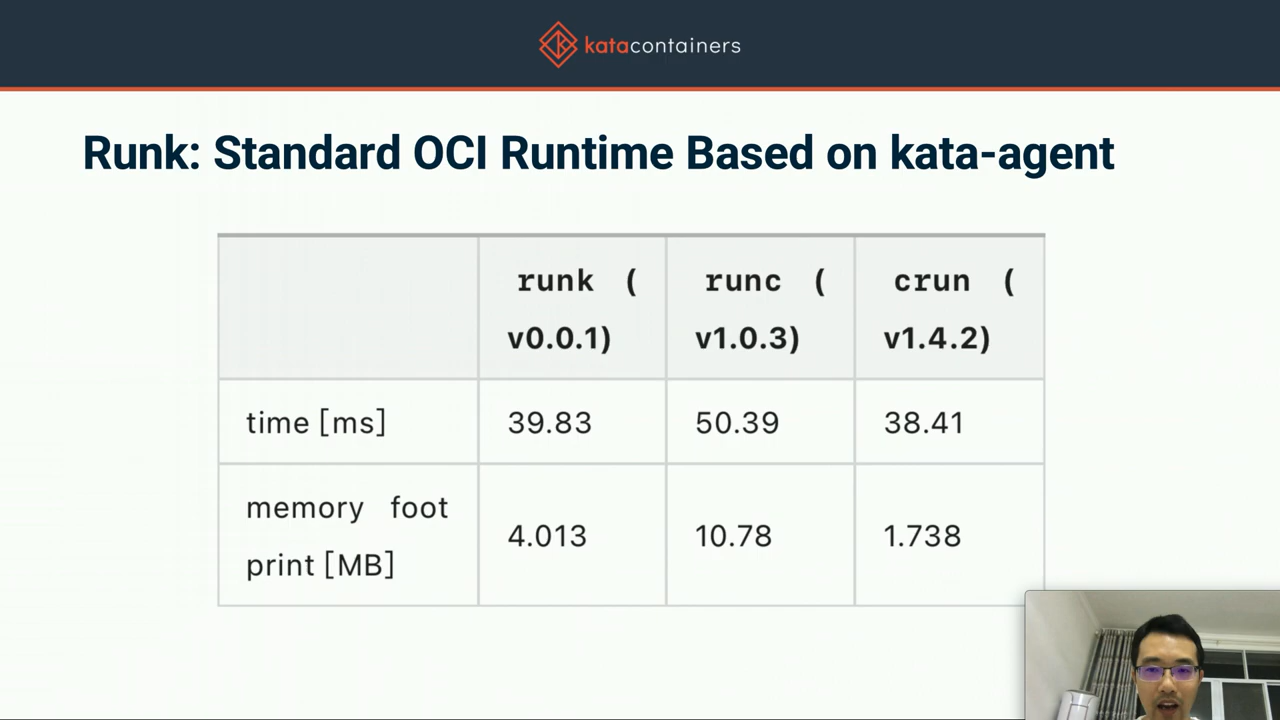 katacontainers
Runk: Standard OCI Runtime Based on kata-agent
runk (
v0.0.1)
runc (
v1.0.3)
crun (
v1.4.2)
time [ms]
39.83
50.39
38.41
memory foot
print [MB]
4.013
10.78
1.738